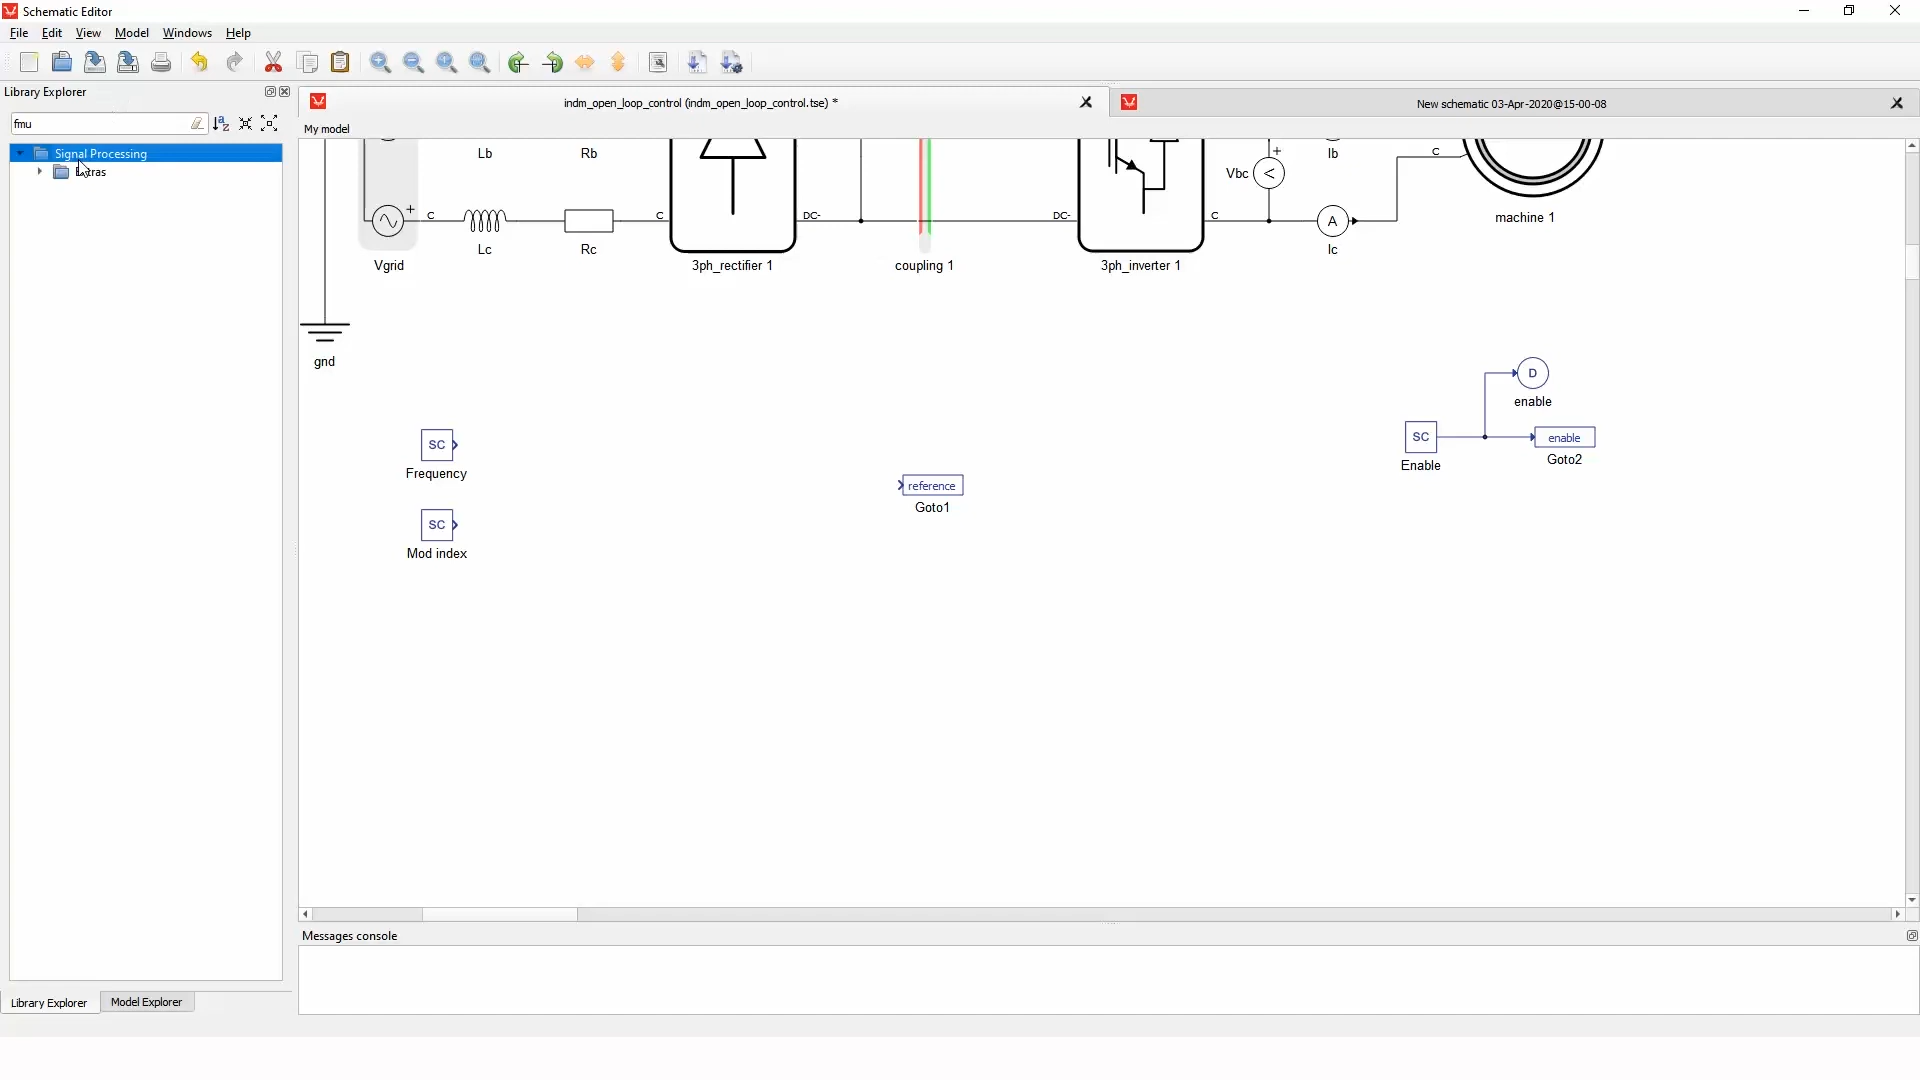 Schematic Editor
File Edit View Model Windows Help
Library Explorer
fmu
Signal Processing
indm_open_loop_control (indm_open_loop_control.tse) *
New schematic 03-Apr-2020@15-00-08
My model
Lb
Rb
Ib
+
Vbc
<
C
machine 1
+
C
C
DC-
DC-
C
A
Lc
Rc
Ic
Vgrid
3ph_rectifier 1
coupling 1
3ph_inverter 1
gnd
D
enable
SC
Frequency
SC
enable
Enable
Goto2
reference
Goto1
SC
Mod index
Messages console
Library Explorer
Model Explorer